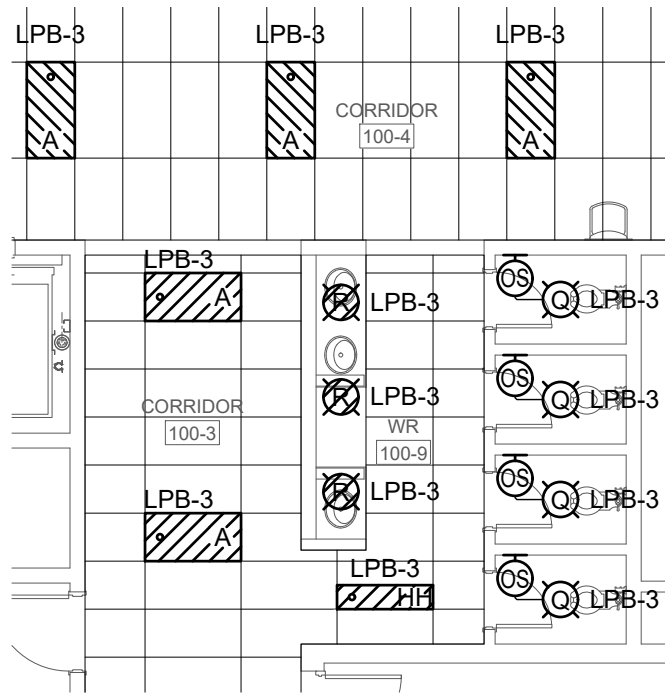 LPB-3 LPB-3 LPB-3
CORRIDOR
100-4
A A A
LPB-3
A
R LPB-3
OS
Q LPB-3
OS
R LPB-3
Q LPB-3
CORRIDOR
100-3
WR
100-9
OS
R LPB-3
Q LPB-3
LPB-3
A
LPB-3
HH
OS
Q LPB-3